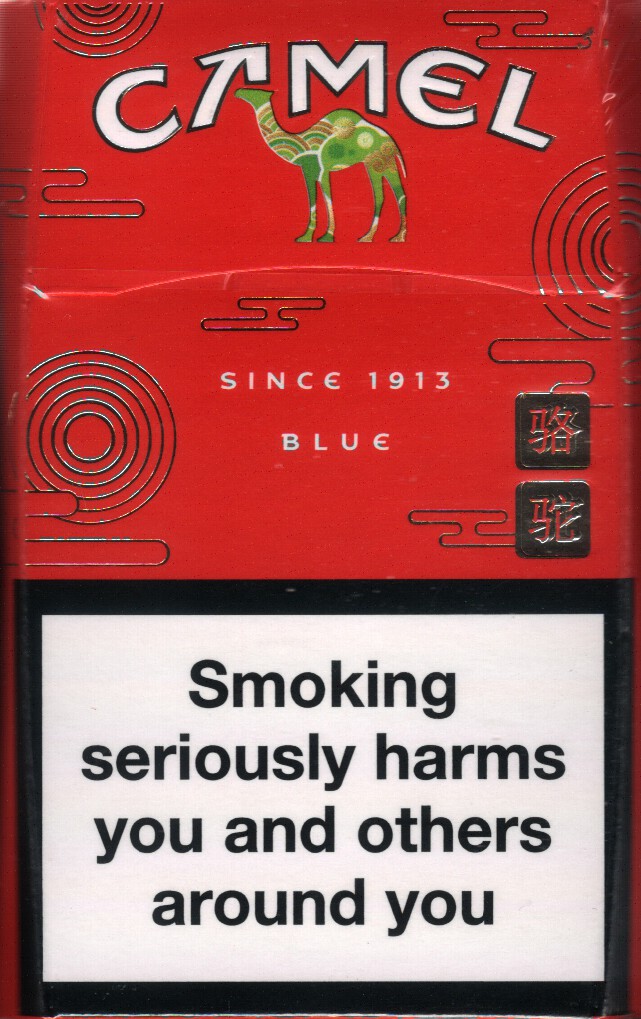 CAMEL
SINCE 1913
BLUE
骆
驼
Smoking
seriously harms
you and others
around you